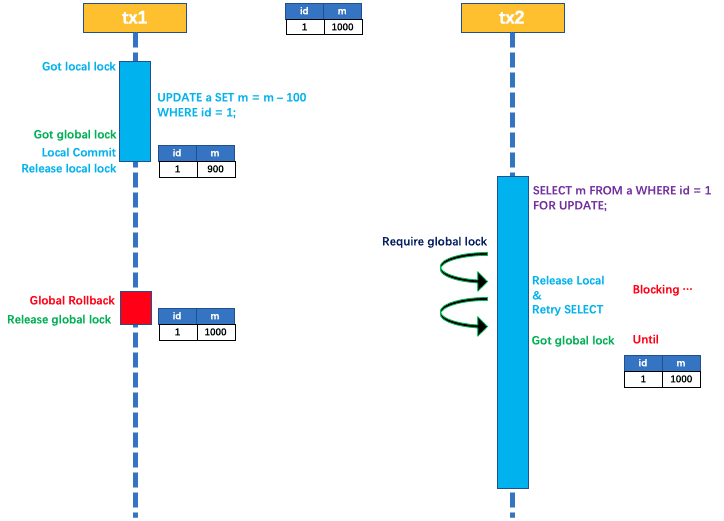 tx1
id m
1 1000
tx2
Got local lock
UPDATE a SET m = m – 100
WHERE id = 1;
Got global lock
Local Commit
Release local lock
id m
1 900
SELECT m FROM a WHERE id = 1
FOR UPDATE;
Require global lock
Release Local
&
Retry SELECT
Blocking ···
Global Rollback
Release global lock
id m
1 1000
Got global lock
Until
id m
1 1000